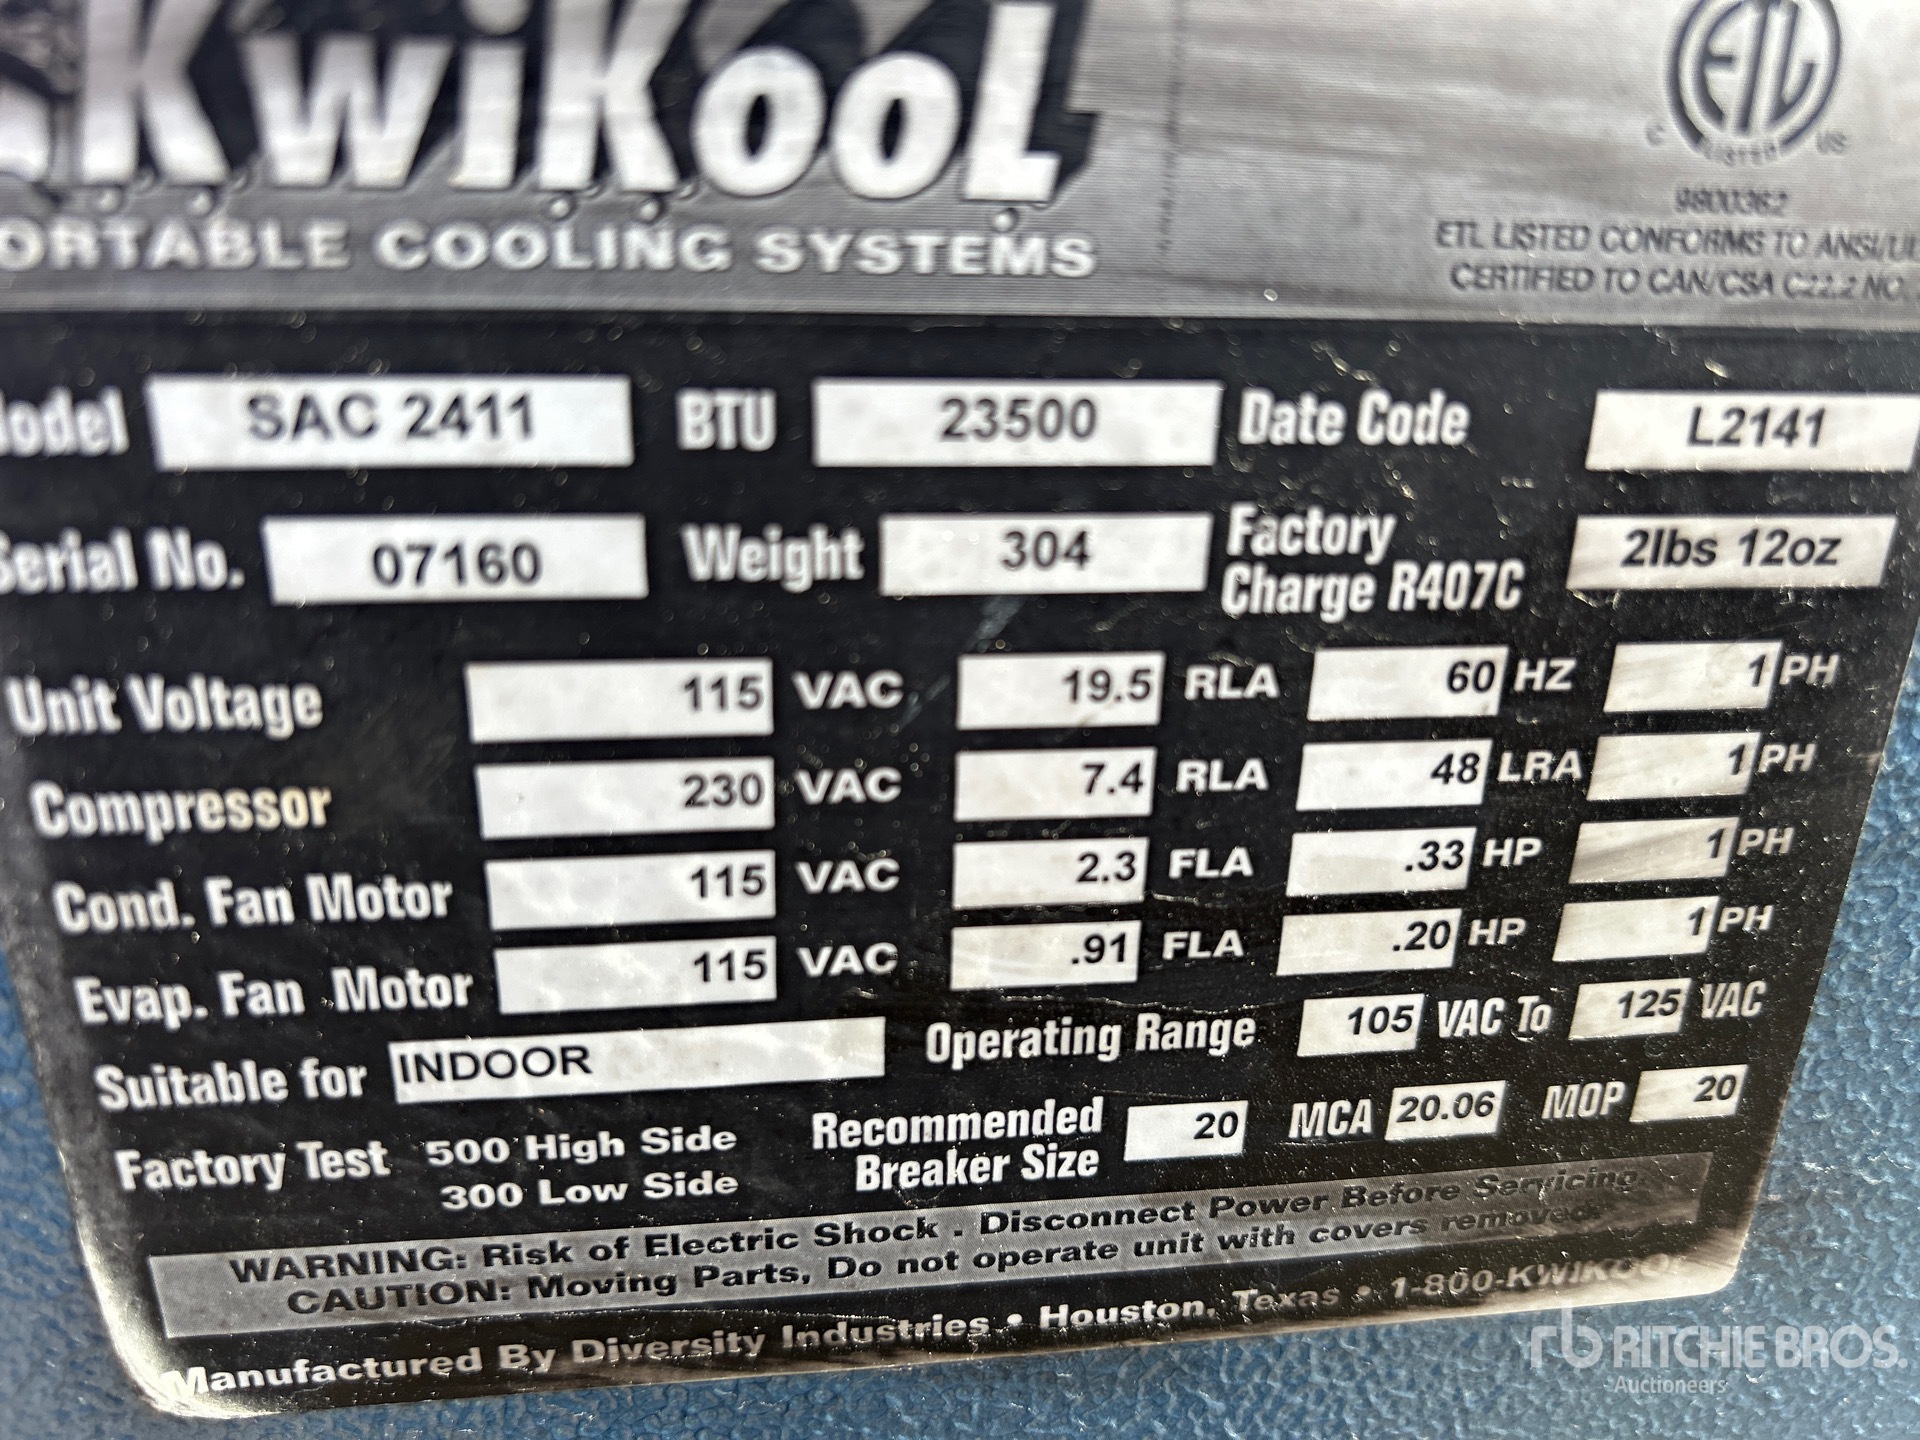 KwiKool
PORTABLE COOLING SYSTEMS
ETL
C LISTED US
9800362
ETL LISTED CONFORMS TO ANSI/UL
CERTIFIED TO CAN/CSA C22.2 NO.
Model SAC 2411 BTU 23500 Date Code L2141
Serial No. 07160 Weight 304 Factory Charge R407C 2lbs 12oz
Unit Voltage 115 VAC 19.5 RLA 60 HZ 1 PH
Compressor 230 VAC 7.4 RLA 48 LRA 1 PH
Cond. Fan Motor 115 VAC 2.3 FLA .33 HP 1 PH
Evap. Fan Motor 115 VAC .91 FLA .20 HP 1 PH
Suitable for INDOOR Operating Range 105 VAC To 125 VAC
Factory Test 500 High Side
300 Low Side
Recommended Breaker Size 20 MCA 20.06 MOP 20
WARNING: Risk of Electric Shock . Disconnect Power Before Servicing.
CAUTION: Moving Parts, Do not operate unit with covers removed.
Manufactured By Diversity Industries • Houston, Texas • 1-800-KWIKOOL
rb RITCHIE BROS.
Auctioneers